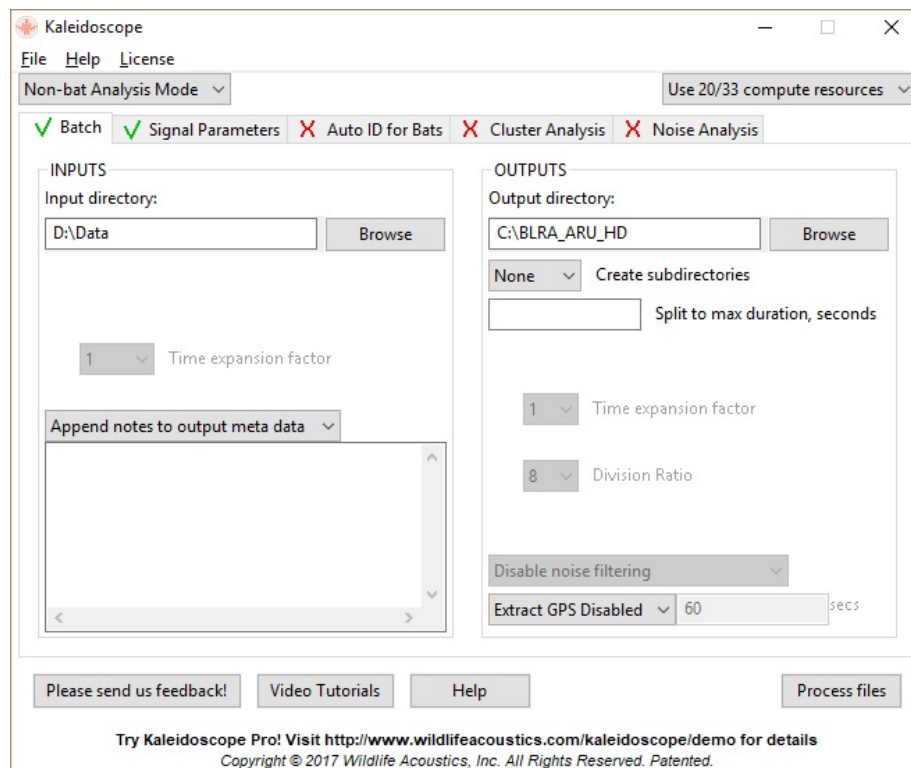 Kaleidoscope
File Help License
Non-bat Analysis Mode
Use 20/33 compute resources
Batch
Signal Parameters
Auto ID for Bats
Cluster Analysis
Noise Analysis
INPUTS
Input directory:
D:\Data
Browse
1
Time expansion factor
Append notes to output meta data
OUTPUTS
Output directory:
C:\BLRA_ARU_HD
Browse
None
Create subdirectories
Split to max duration, seconds
1
Time expansion factor
8
Division Ratio
Disable noise filtering
Extract GPS Disabled
60
secs
Please send us feedback!
Video Tutorials
Help
Process files
Try Kaleidoscope Pro! Visit http://www.wildlifeacoustics.com/kaleidoscope/demo for details
Copyright © 2017 Wildlife Acoustics, Inc. All Rights Reserved. Patented.